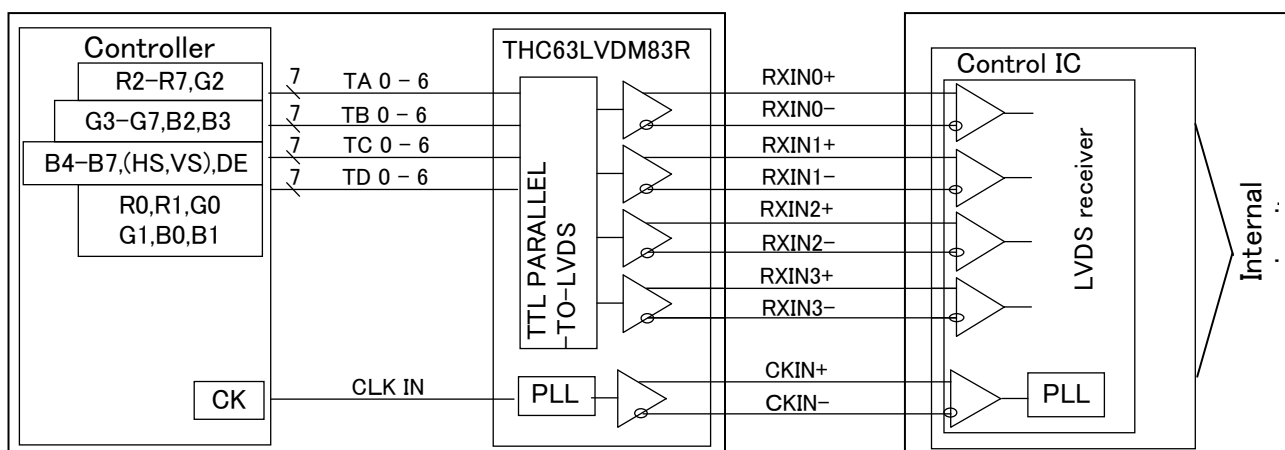 Controller
R2-R7,G2
G3-G7,B2,B3
B4-B7,(HS,VS),DE
R0,R1,G0
G1,B0,B1
CK
7
TA 0 - 6
7
TB 0 - 6
7
TC 0 - 6
7
TD 0 - 6
CLK IN
THC63LVDM83R
TTL PARALLEL
-TO-LVDS
PLL
RXIN0+
RXIN0-
RXIN1+
RXIN1-
RXIN2+
RXIN2-
RXIN3+
RXIN3-
CKIN+
CKIN-
Control IC
LVDS receiver
PLL
Internal